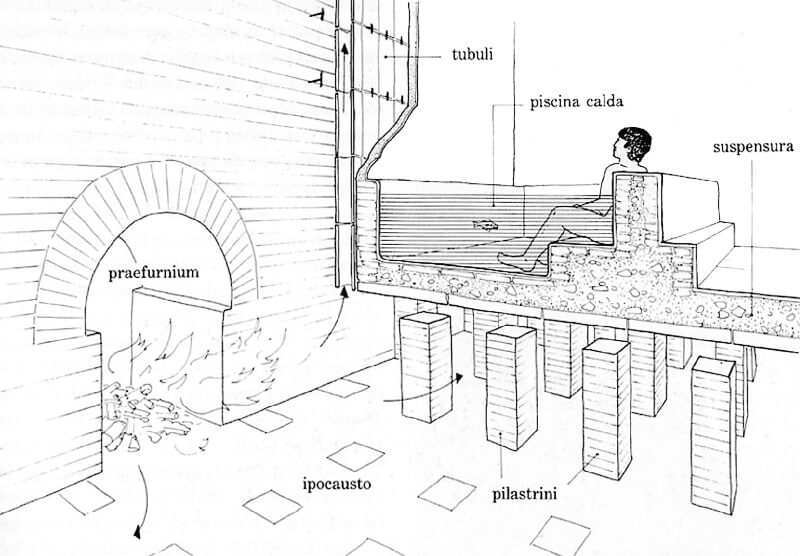 tubuli
piscina calda
suspensura
praefurnium
ipocausto
pilastrini